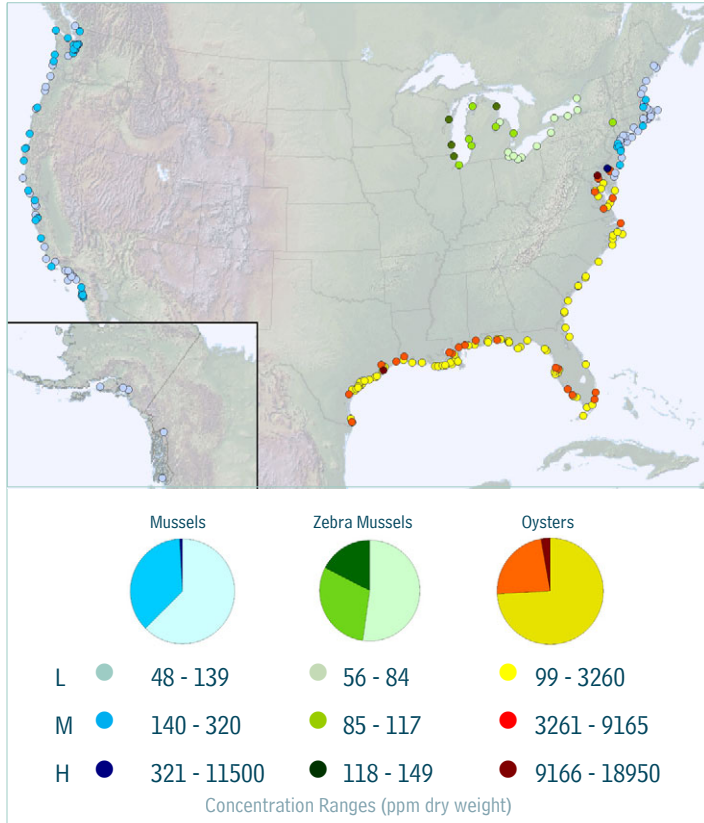 Mussels Zebra Mussels Oysters
L 48 - 139 56 - 84 99 - 3260
M 140 - 320 85 - 117 3261 - 9165
H 321 - 11500 118 - 149 9166 - 18950
Concentration Ranges (ppm dry weight)